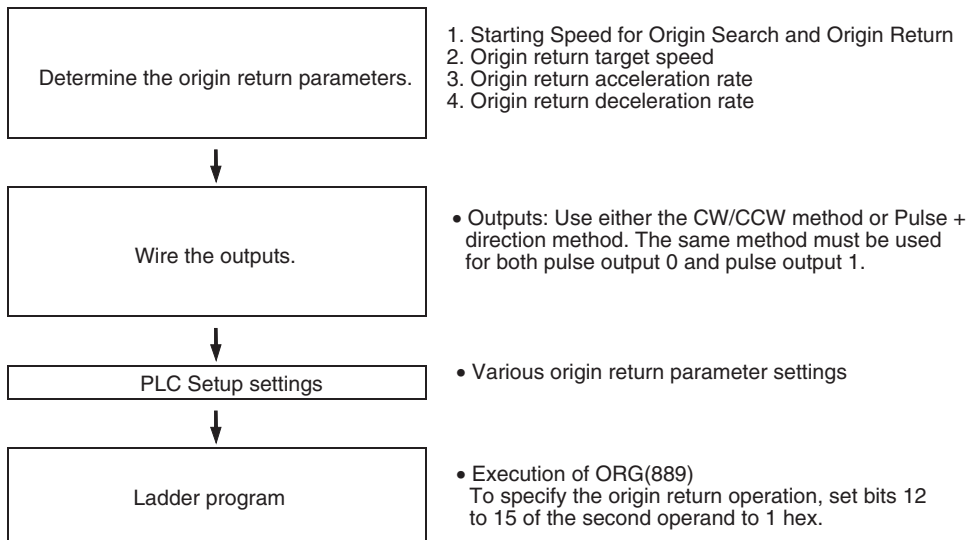 Determine the origin return parameters.
1. Starting Speed for Origin Search and Origin Return
2. Origin return target speed
3. Origin return acceleration rate
4. Origin return deceleration rate
Wire the outputs.
• Outputs: Use either the CW/CCW method or Pulse +
direction method. The same method must be used
for both pulse output 0 and pulse output 1.
PLC Setup settings
• Various origin return parameter settings
Ladder program
• Execution of ORG(889)
To specify the origin return operation, set bits 12
to 15 of the second operand to 1 hex.